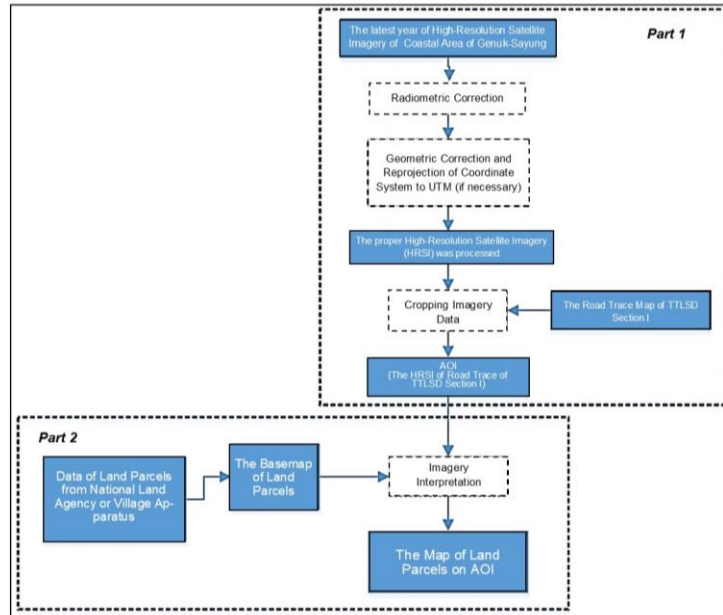 The latest year of High-Resolution Satellite
Imagery of Coastal Area of Genuk-Sayung
Part 1
Radiometric Correction
Geometric Correction and
Reprojection of Coordinate
System to UTM (if necessary)
The proper High-Resolution Satellite Imagery
(HRSI) was processed
Cropping Imagery
Data
The Road Trace Map of TTLSD
Section I
AOI
(The HRSI of Road Trace of
TTLSD Section I)
Part 2
Data of Land Parcels
from National Land
Agency or Village Ap-
paratus
The Basemap
of Land
Parcels
Imagery
Interpretation
The Map of Land
Parcels on AOI